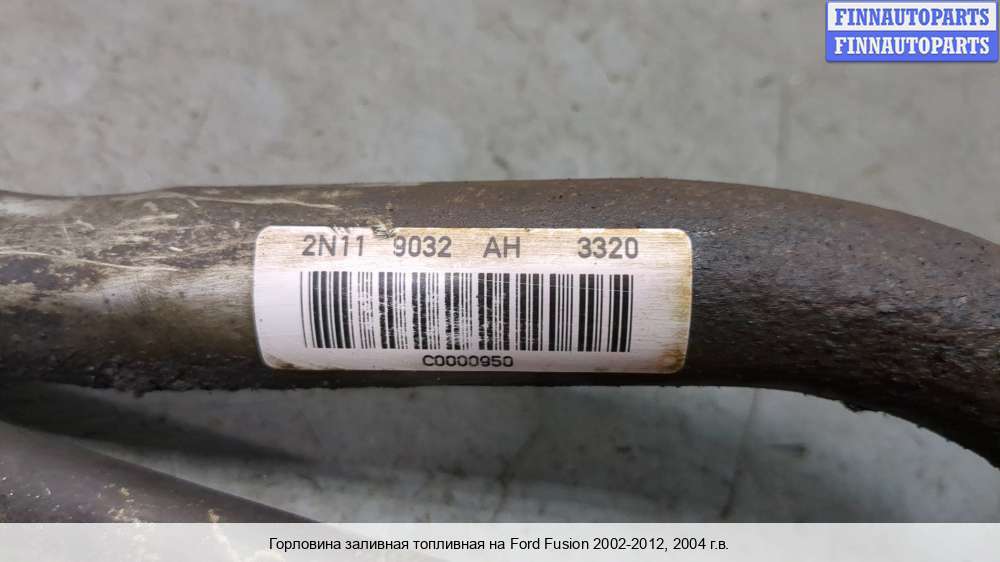 FINNAUTOPARTS
FINNAUTOPARTS
2N11 9032 AH 3320
C0000950
Горловина заливная топливная на Ford Fusion 2002-2012, 2004 г.в.